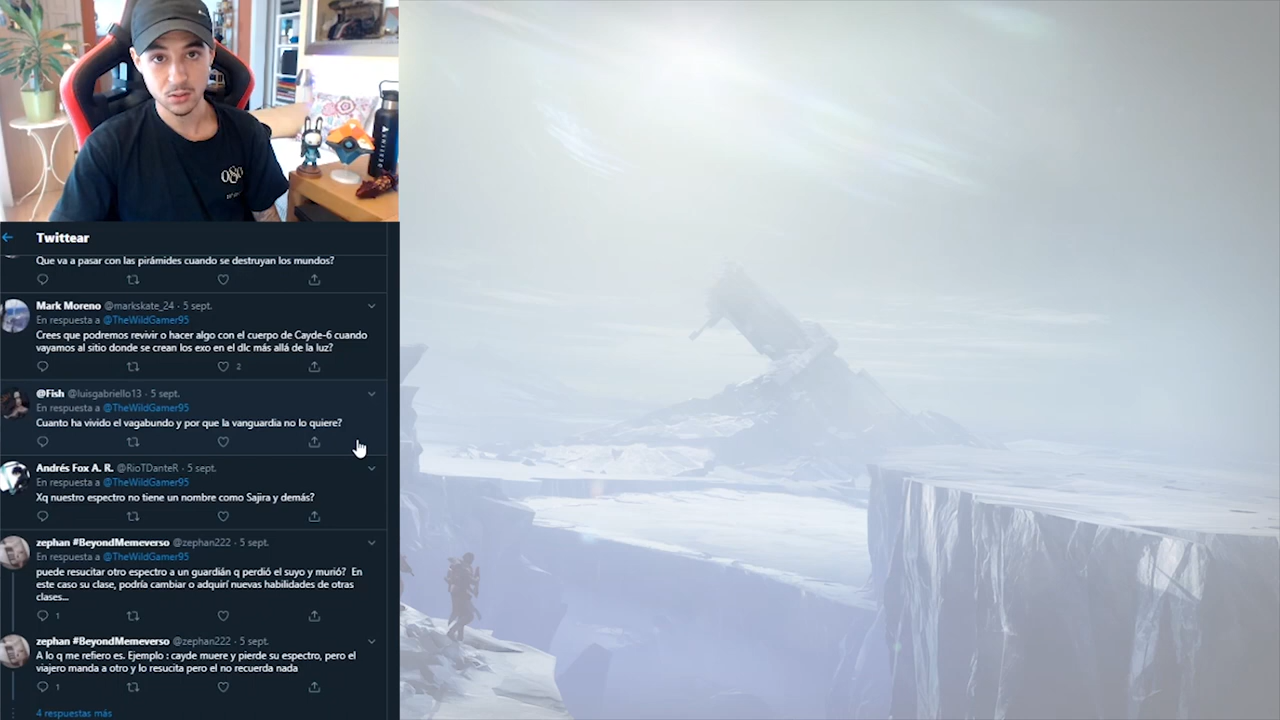 Twittear
Que va a pasar con las pirámides cuando se destruyan los mundos?
Mark Moreno @markskate_24 · 5 sept.
En respuesta a @TheWildGamer95
Crees que podremos revivir o hacer algo con el cuerpo de Cayde-6 cuando
vayamos al sitio donde se crean los exo en el dlc más allá de la luz?
2
@Fish @luisgabriello13 · 5 sept.
En respuesta a @TheWildGamer95
Cuanto ha vivido el vagabundo y por que la vanguardia no lo quiere?
Andrés Fox A. R. @RioTDanteR · 5 sept.
En respuesta a @TheWildGamer95
Xq nuestro espectro no tiene un nombre como Sajira y demás?
zephan #BeyondMemeverso @zephan222 · 5 sept.
En respuesta a @TheWildGamer95
puede resucitar otro espectro a un guardián q perdió el suyo y murió? En
este caso su clase, podría cambiar o adquirí nuevas habilidades de otras
clases...
1
zephan #BeyondMemeverso @zephan222 · 5 sept.
A lo q me refiero es. Ejemplo : cayde muere y pierde su espectro, pero el
viajero manda a otro y lo resucita pero el no recuerda nada
1
4 respuestas más